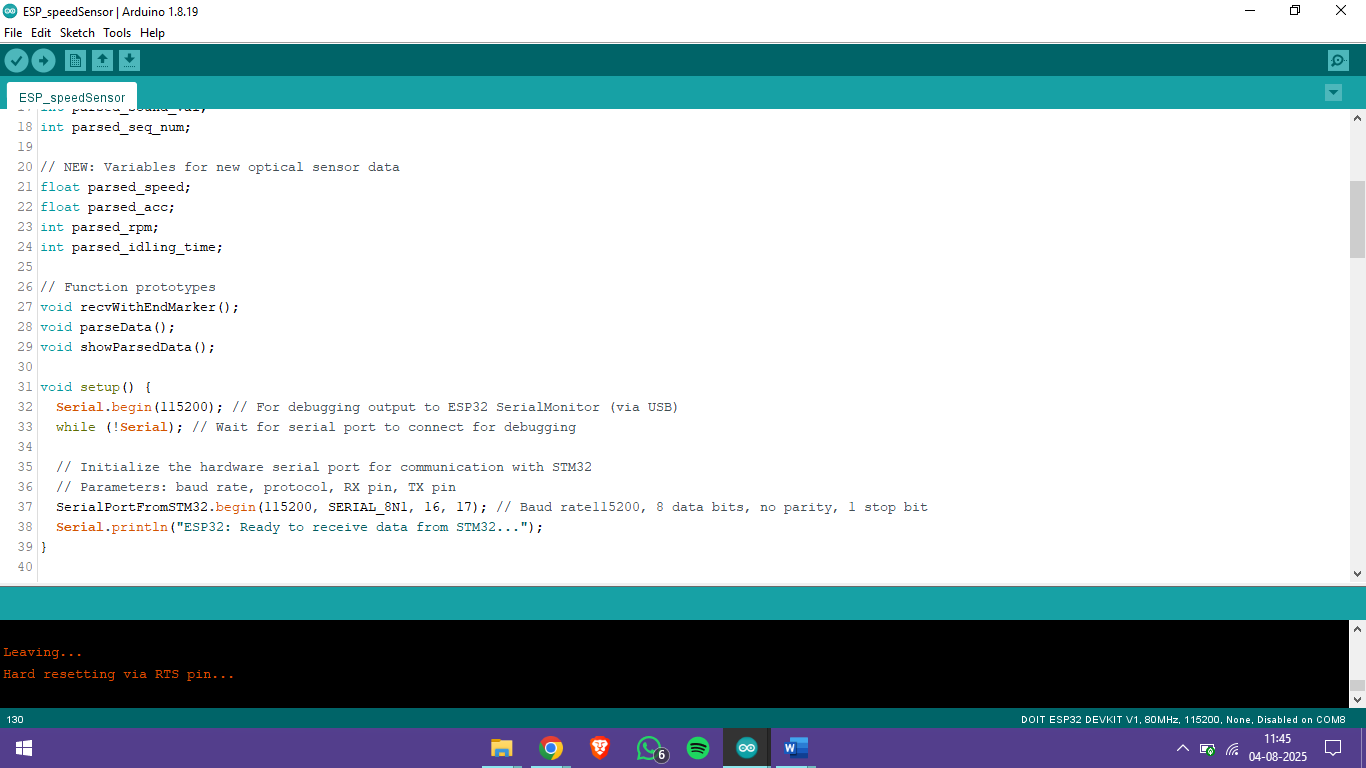 ESP_speedSensor | Arduino 1.8.19
File Edit Sketch Tools Help
ESP_speedSensor
17 int parsed_sound_val;
18 int parsed_seq_num;
19
20 // NEW: Variables for new optical sensor data
21 float parsed_speed;
22 float parsed_acc;
23 int parsed_rpm;
24 int parsed_idling_time;
25
26 // Function prototypes
27 void recvWithEndMarker();
28 void parseData();
29 void showParsedData();
30
31 void setup() {
32 Serial.begin(115200); // For debugging output to ESP32 SerialMonitor (via USB)
33 while (!Serial); // Wait for serial port to connect for debugging
34
35 // Initialize the hardware serial port for communication with STM32
36 // Parameters: baud rate, protocol, RX pin, TX pin
37 SerialPortFromSTM32.begin(115200, SERIAL_8N1, 16, 17); // Baud rate115200, 8 data bits, no parity, 1 stop bit
38 Serial.println("ESP32: Ready to receive data from STM32...");
39 }
40
Leaving...
Hard resetting via RTS pin...
130 DOIT ESP32 DEVKIT V1, 80MHz, 115200, None, Disabled on COM8
6
11:45
04-08-2025